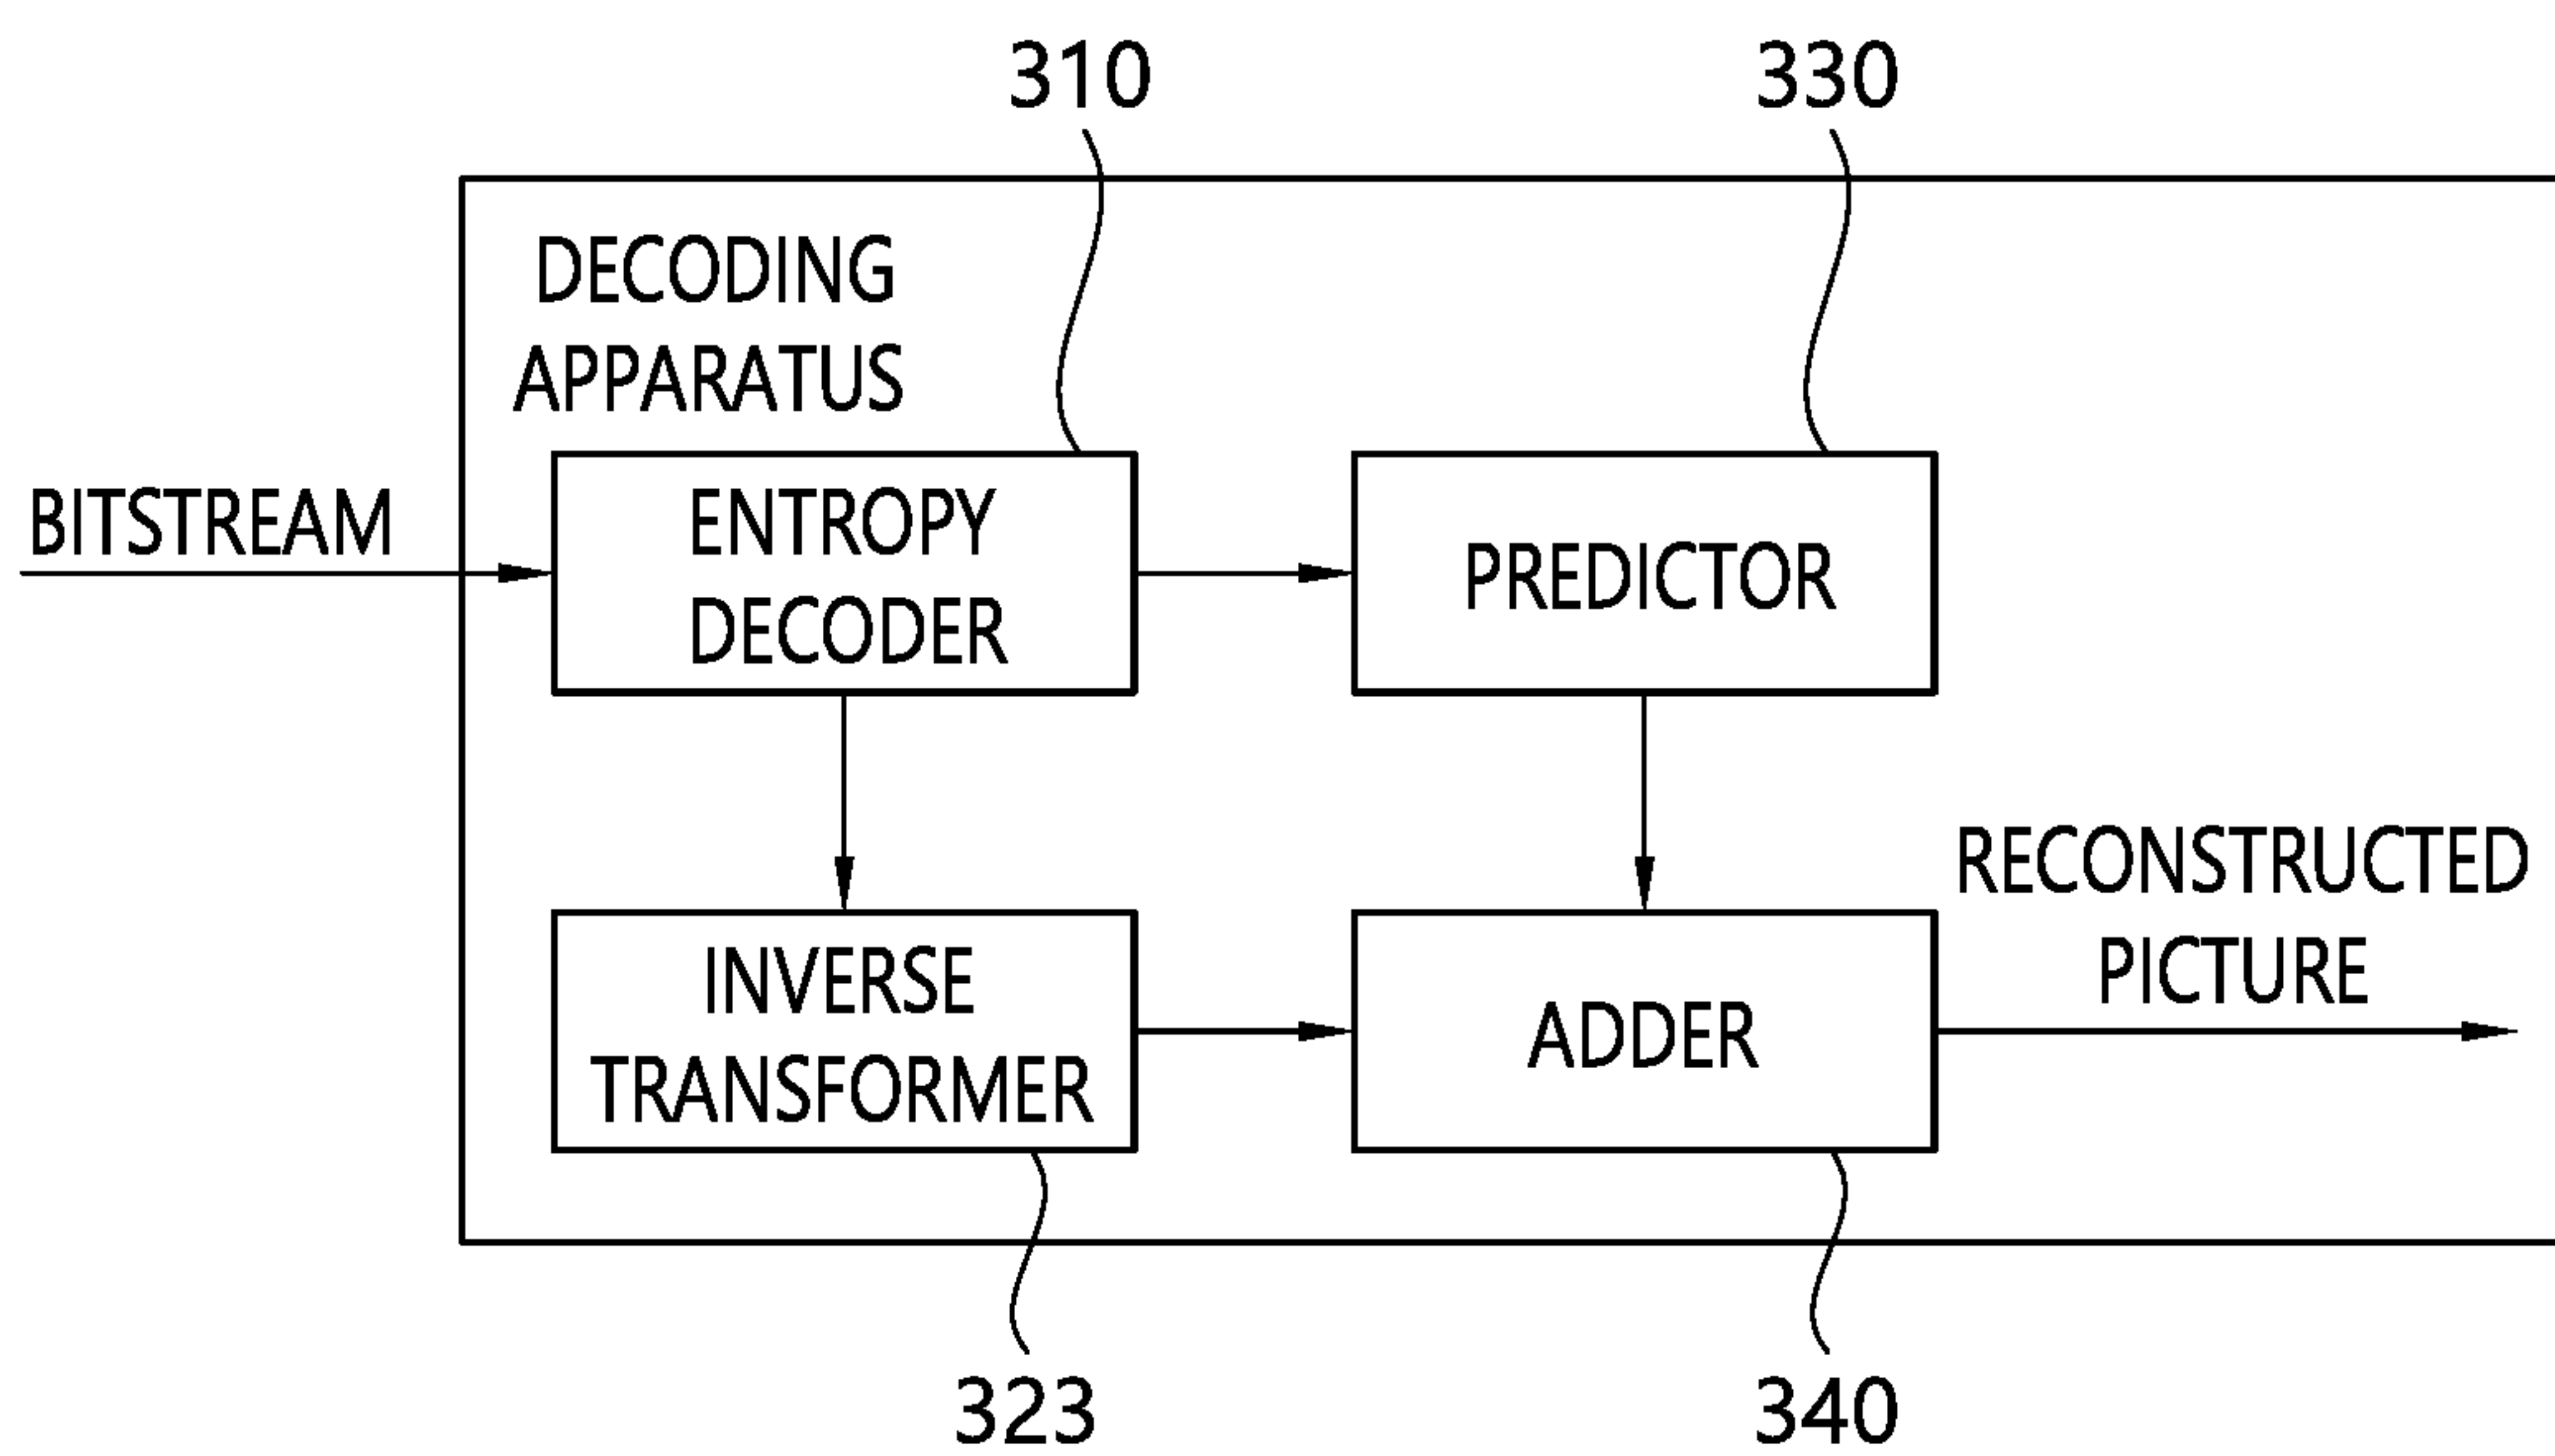 310
330
DECODING
APPARATUS
BITSTREAM
ENTROPY
DECODER
PREDICTOR
INVERSE
TRANSFORMER
ADDER
RECONSTRUCTED
PICTURE
323
340